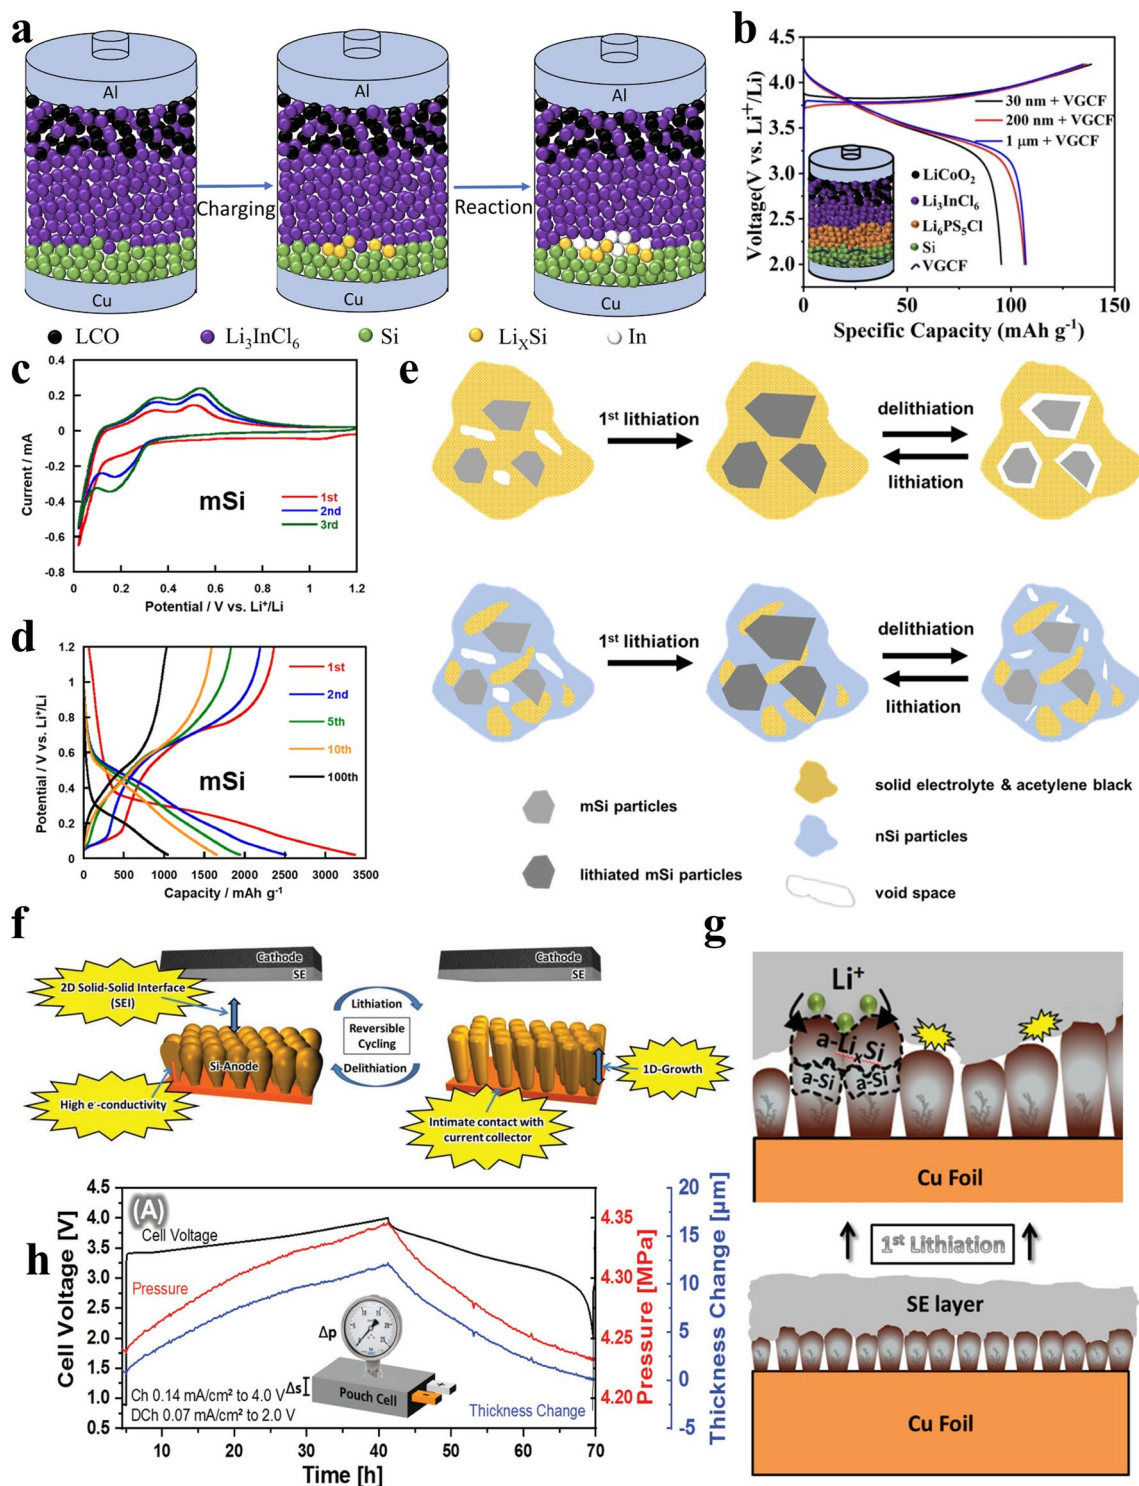 a
Al
Al
Al
Charging
Reaction
Cu
Cu
Cu
LCO
Li₃InCl₆
Si
LiₓSi
In
b
Voltage(V vs. Li⁺/Li)
4.5
4.0
3.5
3.0
2.5
2.0
30 nm + VGCF
200 nm + VGCF
1 μm + VGCF
LiCoO₂
Li₃InCl₆
Li₆PS₅Cl
Si
VGCF
0
50
100
150
Specific Capacity (mAh g⁻¹)
c
Current / mA
0.4
0.2
0
-0.2
-0.4
-0.6
-0.8
mSi
1st
2nd
3rd
0
0.2
0.4
0.6
0.8
1
1.2
Potential / V vs. Li⁺/Li
d
Potential / V vs. Li⁺/Li
1.2
1
0.8
0.6
0.4
0.2
0
mSi
1st
2nd
5th
10th
100th
0
500
1000
1500
2000
2500
3000
3500
Capacity / mAh g⁻¹
e
1st lithiation
delithiation
lithiation
1st lithiation
delithiation
lithiation
mSi particles
lithiated mSi particles
solid electrolyte & acetylene black
nSi particles
void space
f
Cathode
SE
2D Solid-Solid Interface
(SEI)
Si-Anode
High e⁻-conductivity
Lithiation
Reversible
Cycling
Delithiation
Cathode
SE
1D-Growth
Intimate contact with
current collector
g
Li⁺
a-LiₓSi
a-Si
a-Si
Cu Foil
1st Lithiation
SE layer
Cu Foil
h
(A)
Cell Voltage [V]
4.5
4.0
3.5
3.0
2.5
2.0
1.5
1.0
0.5
Cell Voltage
Pressure
Δp
Δs
Pouch Cell
Ch 0.14 mA/cm² to 4.0 V
DCh 0.07 mA/cm² to 2.0 V
Thickness Change
10
20
30
40
50
60
70
Time [h]
4.35
4.30
4.25
4.20
Pressure [MPa]
20
15
10
5
0
-5
Thickness Change [μm]